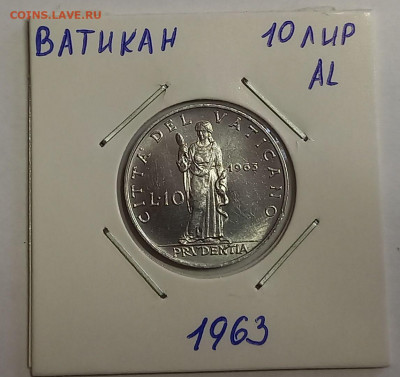 COINS.LAVE.RU
ВАТИКАН 10 ЛИР
AL
CITTA' DEL VATICANO
L.10
1963
PRVDENTIA
1963